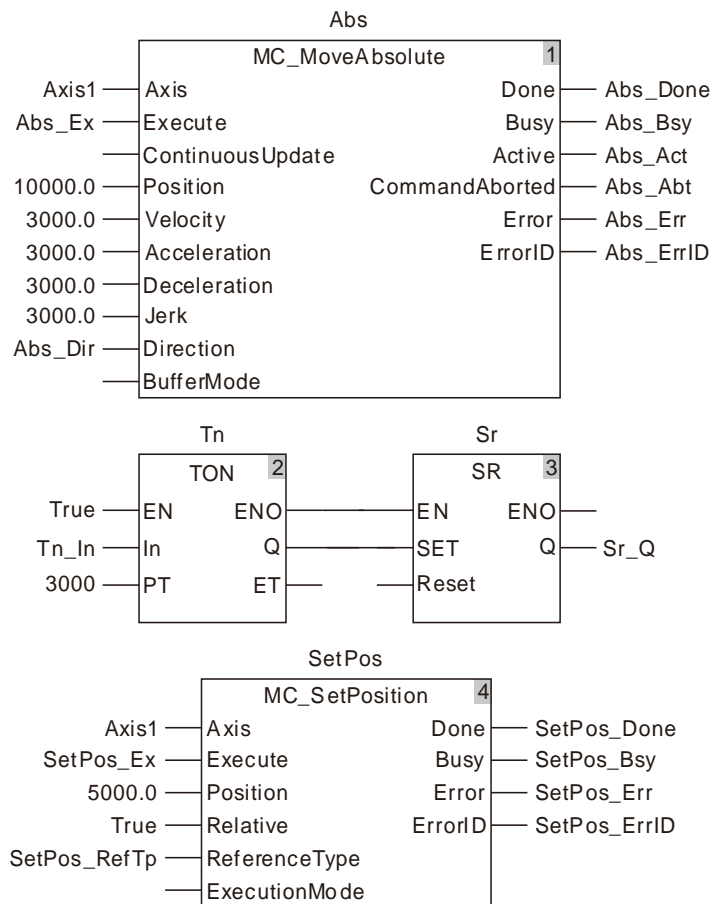 Abs
MC_MoveAbsolute 1
Axis1 Axis Done Abs_Done
Abs_Ex Execute Busy Abs_Bsy
ContinuousUpdate Active Abs_Act
10000.0 Position CommandAborted Abs_Abt
3000.0 Velocity Error Abs_Err
3000.0 Acceleration ErrorID Abs_ErrID
3000.0 Deceleration
3000.0 Jerk
Abs_Dir Direction
BufferMode
Tn Sr
TON 2 SR 3
True EN ENO EN ENO
Tn_In In Q SET Q Sr_Q
3000 PT ET Reset
SetPos
MC_SetPosition 4
Axis1 Axis Done SetPos_Done
SetPos_Ex Execute Busy SetPos_Bsy
5000.0 Position Error SetPos_Err
True Relative ErrorID SetPos_ErrID
SetPos_RefTp ReferenceType
ExecutionMode